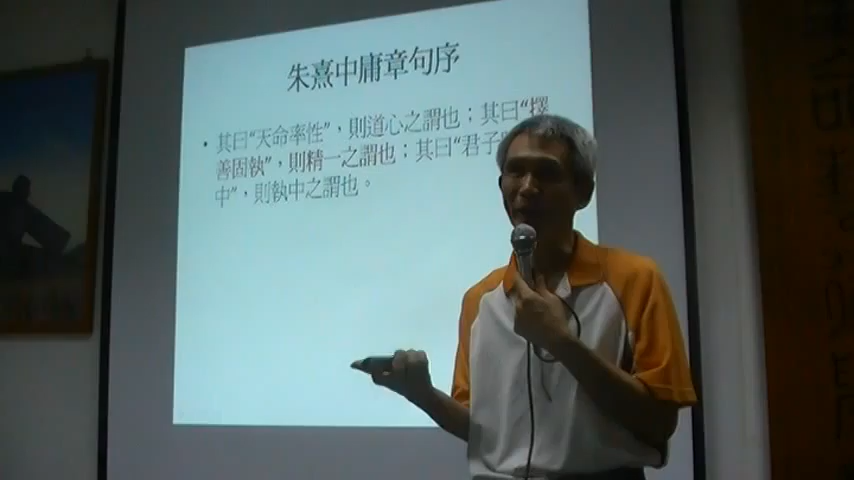 朱熹中庸章句序
• 其曰“天命率性”，則道心之謂也；其曰“擇
善固執”，則精一之謂也；其曰“君子
中”，則執中之謂也。